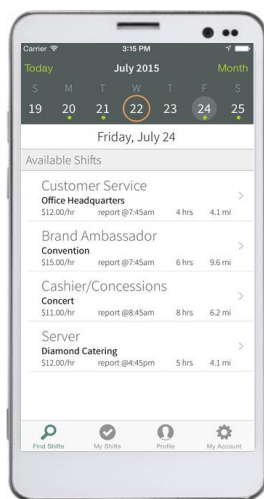 Carrier 3:15 PM
Today July 2015 Month
S M T W T F S
19 20 21 22 23 24 25
Friday, July 24
Available Shifts
Customer Service
Office Headquarters
$12.00/hr report @7:45am 4 hrs 4.1 mi
Brand Ambassador
Convention
$15.00/hr report @7:45am 6 hrs 9.6 mi
Cashier/Concessions
Concert
$11.00/hr report @8:45am 8 hrs 6.2 mi
Server
Diamond Catering
$12.00/hr report @4:45pm 5 hrs 4.1 mi
Find Shifts My Shifts Profile My Account